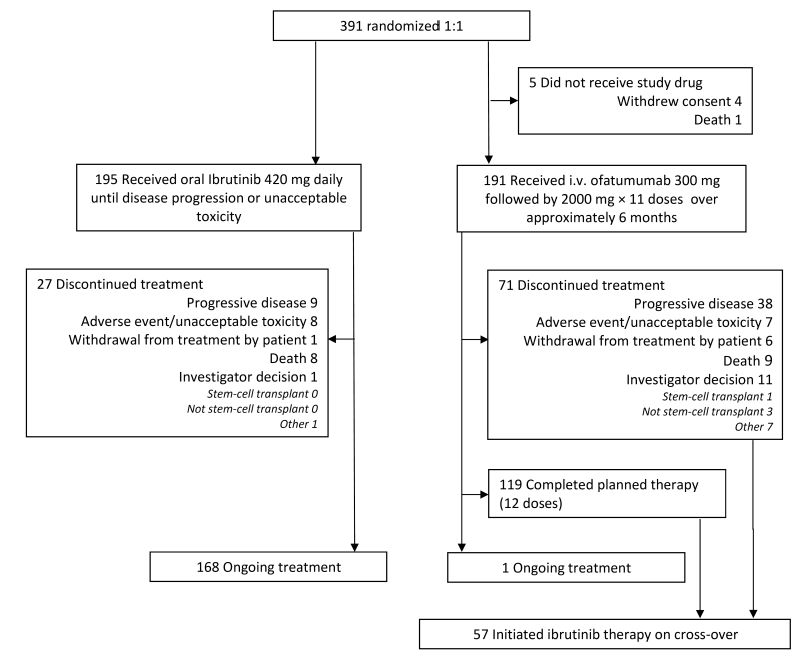 391 randomized 1:1
5 Did not receive study drug
Withdrew consent 4
Death 1
195 Received oral Ibrutinib 420 mg daily
until disease progression or unacceptable
toxicity
191 Received i.v. ofatumumab 300 mg
followed by 2000 mg × 11 doses over
approximately 6 months
27 Discontinued treatment
Progressive disease 9
Adverse event/unacceptable toxicity 8
Withdrawal from treatment by patient 1
Death 8
Investigator decision 1
Stem-cell transplant 0
Not stem-cell transplant 0
Other 1
71 Discontinued treatment
Progressive disease 38
Adverse event/unacceptable toxicity 7
Withdrawal from treatment by patient 6
Death 9
Investigator decision 11
Stem-cell transplant 1
Not stem-cell transplant 3
Other 7
119 Completed planned therapy
(12 doses)
168 Ongoing treatment
1 Ongoing treatment
57 Initiated ibrutinib therapy on cross-over